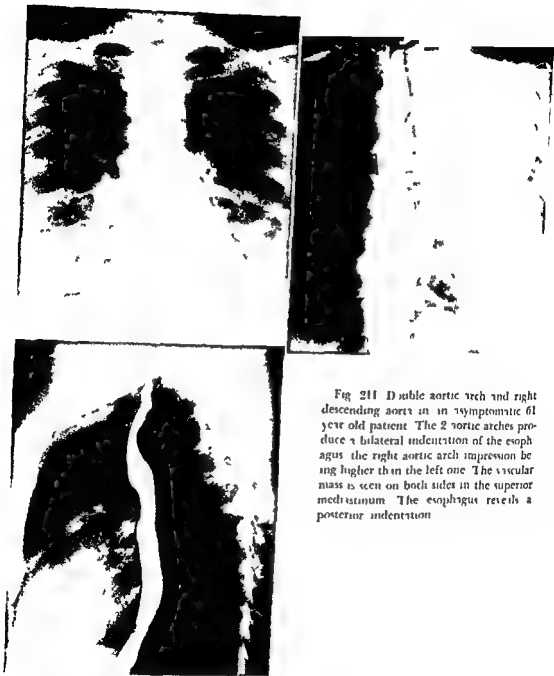 Fig 211 Double aortic arch and right
descending aorta in an asymptomatic 61
year old patient The 2 aortic arches pro-
duce a bilateral indentation of the esoph
agus the right aortic arch impression be
ing higher than the left one The vascular
mass is seen on both sides in the superior
mediastinum The esophagus reveals a
posterior indentation